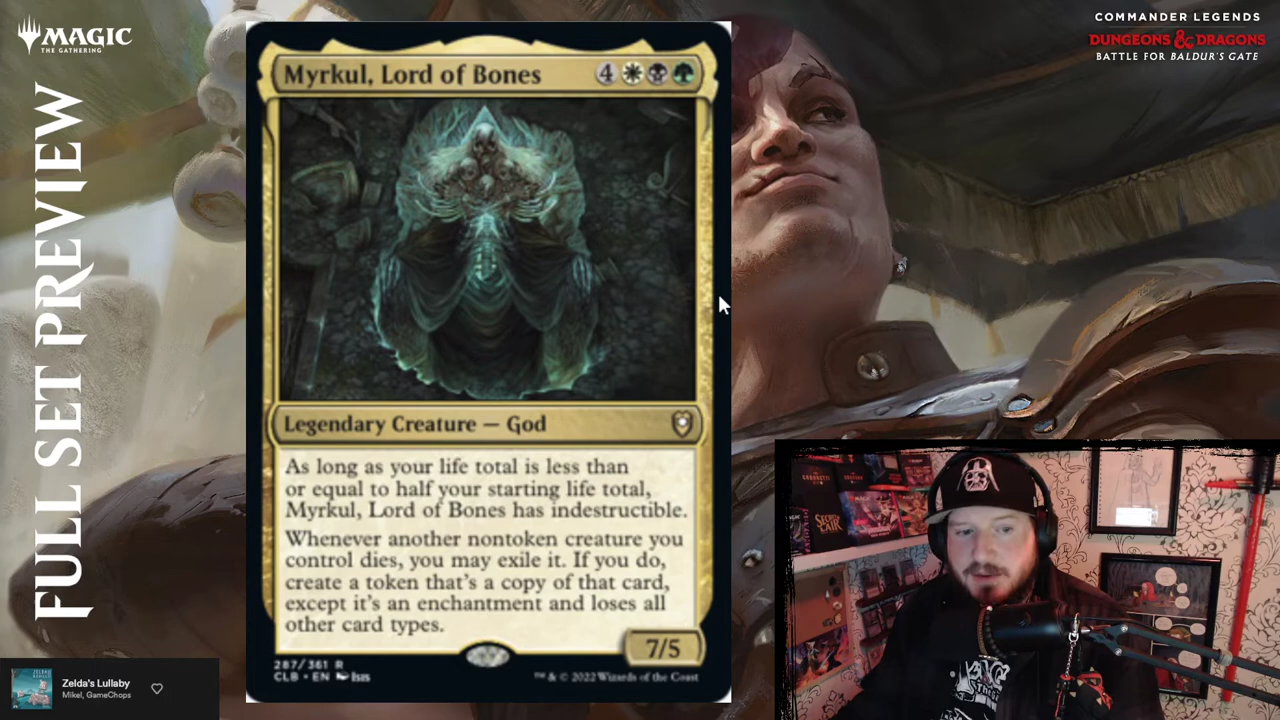 MAGIC
THE GATHERING
FULL SET PREVIEW
COMMANDER LEGENDS
DUNGEONS & DRAGONS
BATTLE FOR BALDUR'S GATE
Myrkul, Lord of Bones 4
Legendary Creature — God
As long as your life total is less than
or equal to half your starting life total,
Myrkul, Lord of Bones has indestructible.
Whenever another nontoken creature you
control dies, you may exile it. If you do,
create a token that's a copy of that card,
except it's an enchantment and loses all
other card types.
7/5
287/361 R
CLB • EN Isis
™ & © 2022 Wizards of the Coast
SECRET
LAIR
Zelda's Lullaby
Mikel, GameChops